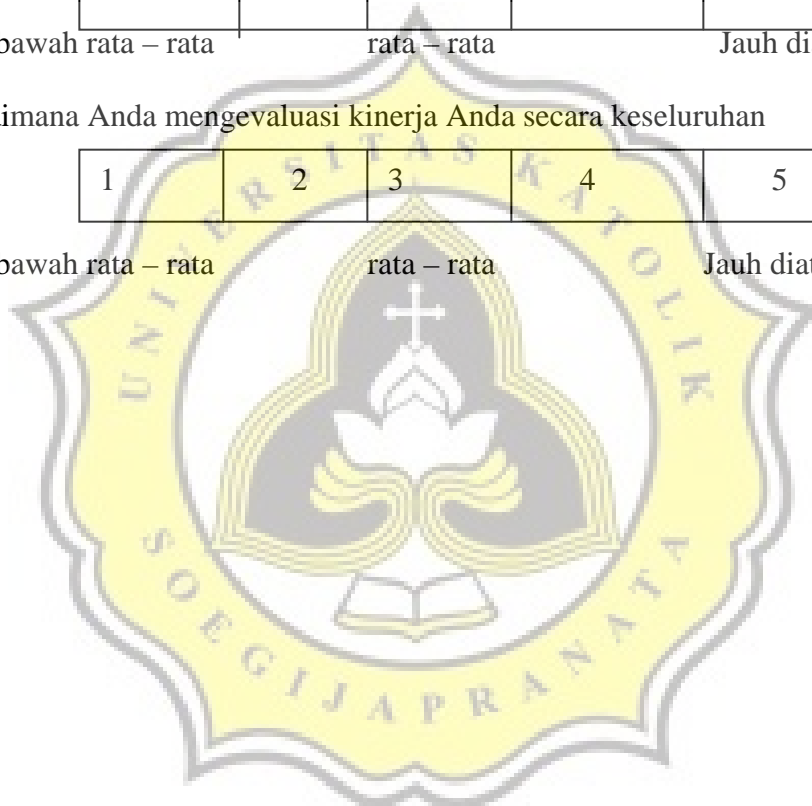 bawah rata – rata rata – rata Jauh di
imana Anda mengevaluasi kinerja Anda secara keseluruhan
1 2 3 4 5
bawah rata – rata rata – rata Jauh diat
UNIVERSITAS KATOLIK
SOEGIJAPRANATA